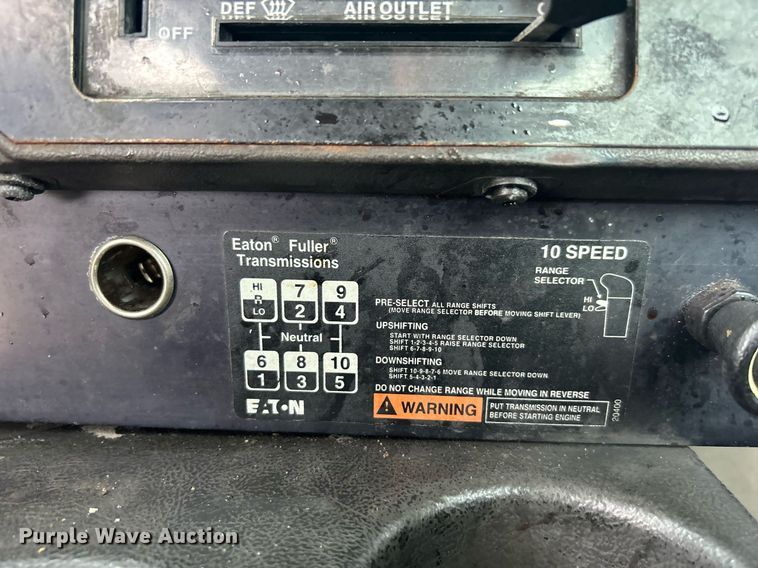 DEF AIR OUTLET
OFF
Eaton® Fuller®
Transmissions
10 SPEED
RANGE
SELECTOR
HI
LO
HI
R
LO
7
2
9
4
Neutral
6
1
8
3
10
5
PRE-SELECT ALL RANGE SHIFTS
(MOVE RANGE SELECTOR BEFORE MOVING SHIFT LEVER)
UPSHIFTING
START WITH RANGE SELECTOR DOWN
SHIFT 1-2-3-4-5 RAISE RANGE SELECTOR
SHIFT 6-7-8-9-10
DOWNSHIFTING
SHIFT 10-9-8-7-6 MOVE RANGE SELECTOR DOWN
SHIFT 5-4-3-2-1
DO NOT CHANGE RANGE WHILE MOVING IN REVERSE
EATON
WARNING
PUT TRANSMISSION IN NEUTRAL
BEFORE STARTING ENGINE
20400
Purple Wave Auction